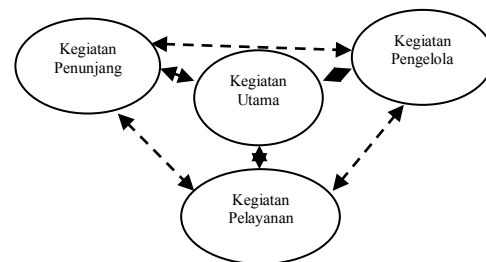 Kegiatan
Penunjang
Kegiatan
Utama
Kegiatan
Pengelola
Kegiatan
Pelayanan